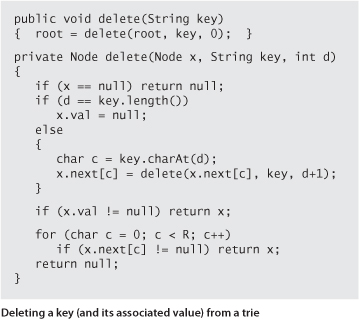 public void delete(String key)
{  root = delete(root, key, 0);  }
private Node delete(Node x, String key, int d)
{
   if (x == null) return null;
   if (d == key.length())
      x.val = null;
   else
   {
      char c = key.charAt(d);
      x.next[c] = delete(x.next[c], key, d+1);
   }
   if (x.val != null) return x;
   for (char c = 0; c < R; c++)
      if (x.next[c] != null) return x;
   return null;
}
Deleting a key (and its associated value) from a trie